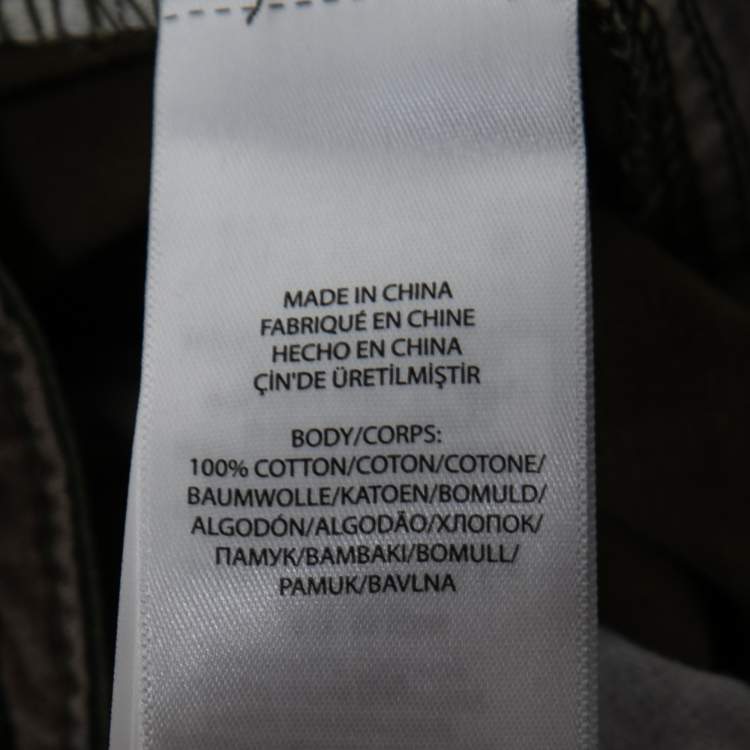 MADE IN CHINA
FABRIQUÉ EN CHINE
HECHO EN CHINA
ÇİN'DE ÜRETİLMİŞTİR
BODY/CORPS:
100% COTTON/COTON/COTONE/
BAUMWOLLE/KATOEN/BOMULD/
ALGODÓN/ALGODÃO/ХЛОПОК/
ПАМУК/ΒΑΜΒΑΚΙ/BOMULL/
PAMUK/BAVLNA